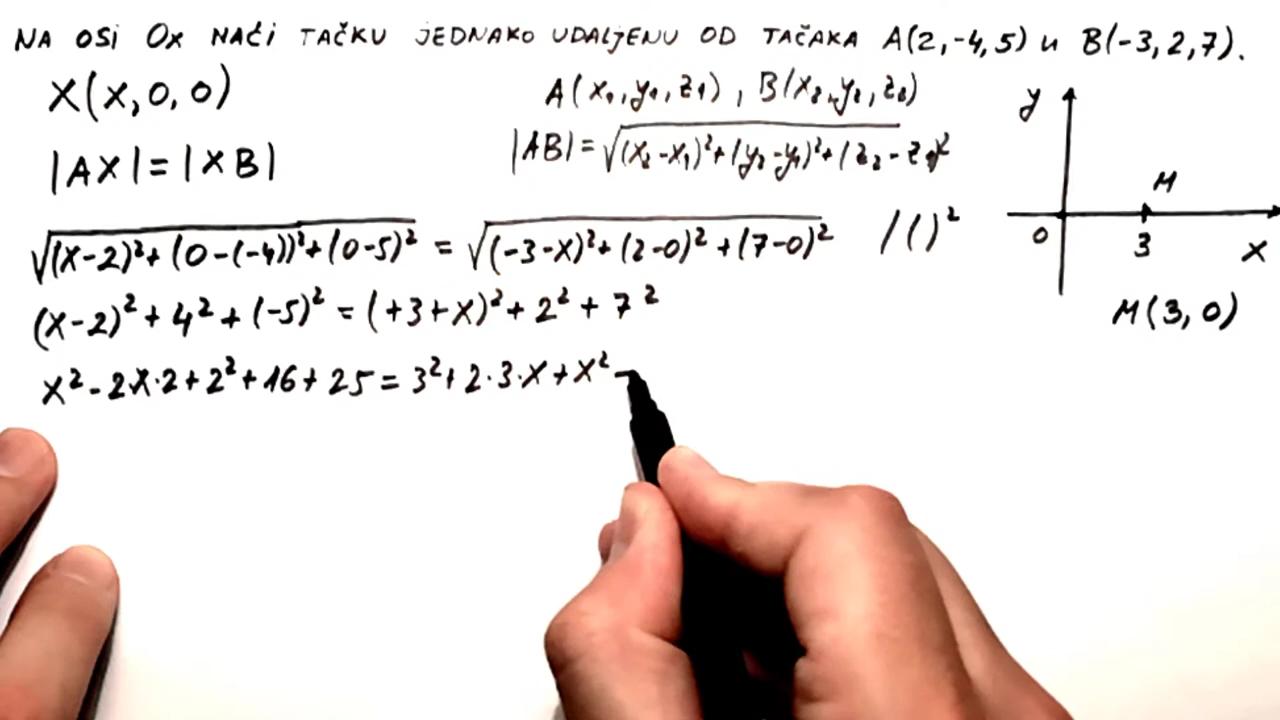 NA OSI Ox NAĆI TAČKU JEDNAKO UDALJENU OD TAČAKA A(2,-4,5) u B(-3,2,7).
X(x,0,0)
|AX|=|XB|
A(x₁,y₁,z₁), B(x₂,y₂,z₂)
|AB|=√(x₂-x₁)²+(y₂-y₁)²+(z₂-z₁)²
√(x-2)²+(0-(-4))²+(0-5)² = √(-3-x)²+(2-0)²+(7-0)² /()²
(x-2)²+4²+(-5)²=(+3+x)²+2²+7²
x²-2x·2+2²+16+25=3²+2·3·x+x²-
y
M
0
3
x
M(3,0)